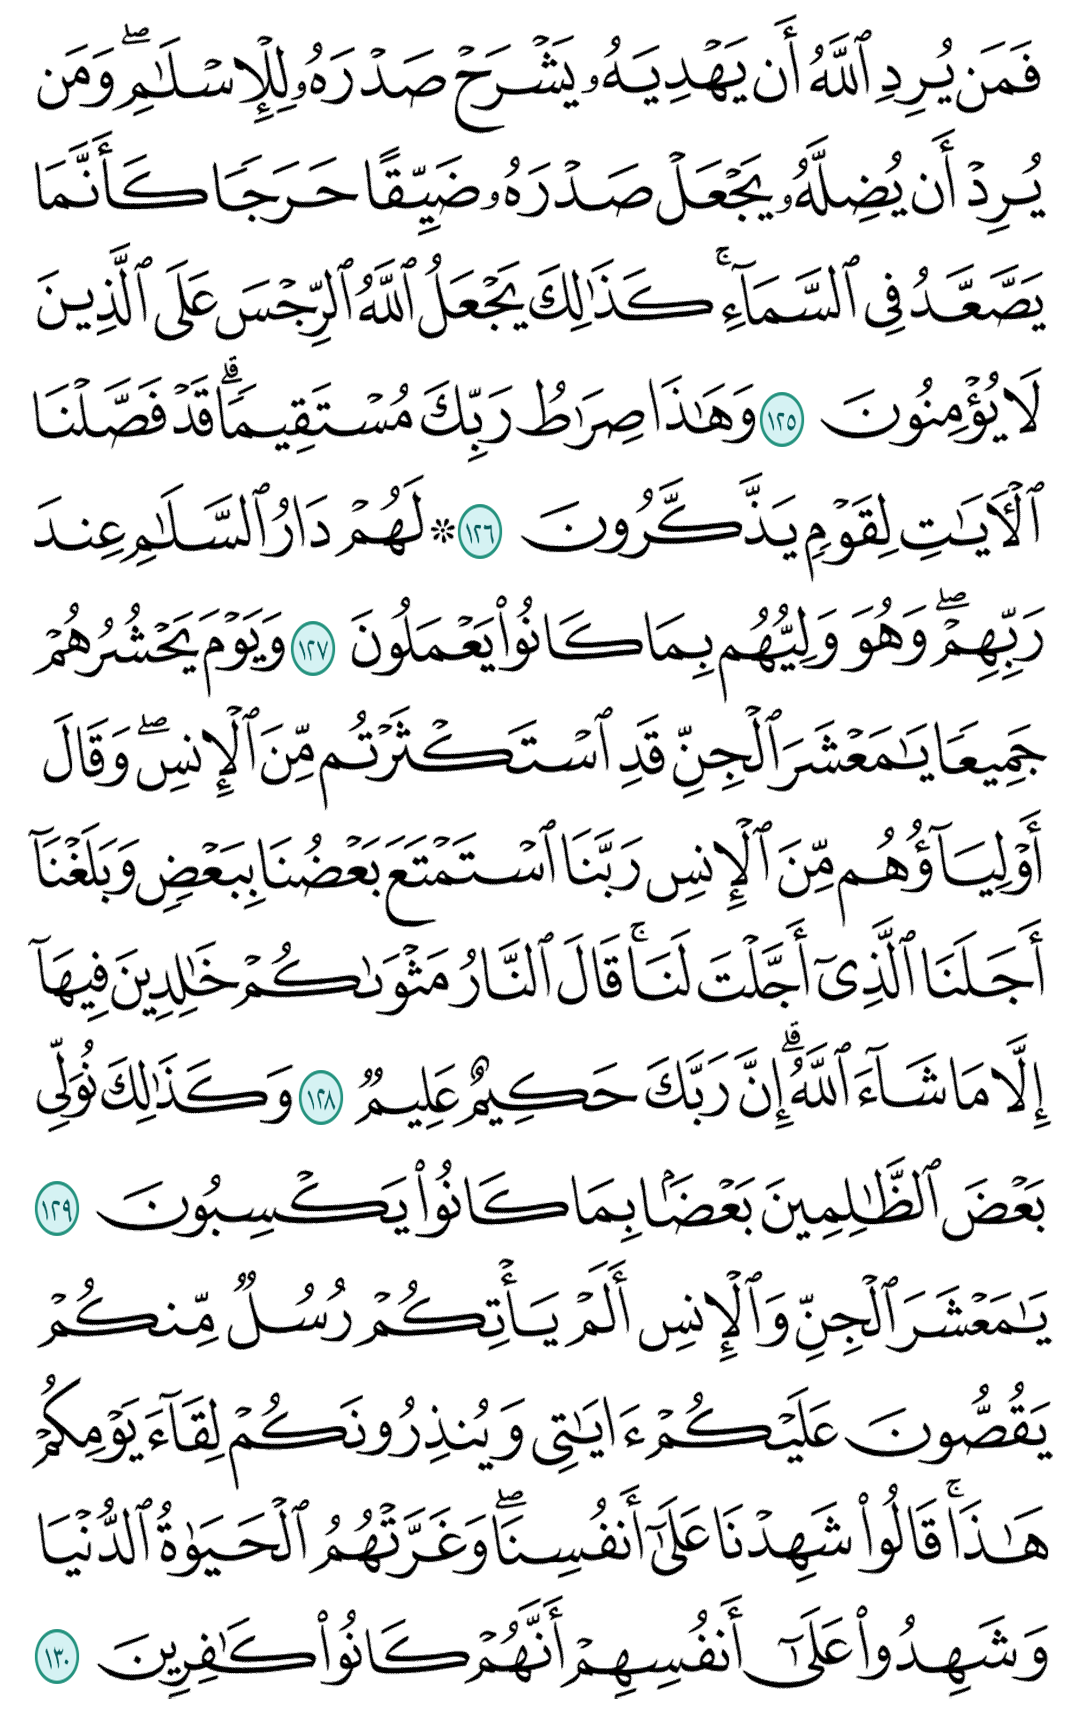 فَمَن يُرِدِ ٱللَّهُ أَن يَهْدِيَهُۥ يَشْرَحْ صَدْرَهُۥ لِلْإِسْلَٰمِ ۖ وَمَن
يُرِدْ أَن يُضِلَّهُۥ يَجْعَلْ صَدْرَهُۥ ضَيِّقًا حَرَجًا كَأَنَّمَا
يَصَّعَّدُ فِى ٱلسَّمَآءِ ۚ كَذَٰلِكَ يَجْعَلُ ٱللَّهُ ٱلرِّجْسَ عَلَى ٱلَّذِينَ
لَا يُؤْمِنُونَ ١٢٥ وَهَٰذَا صِرَٰطُ رَبِّكَ مُسْتَقِيمًا ۗ قَدْ فَصَّلْنَا
ٱلْـَٔايَٰتِ لِقَوْمٍ يَذَّكَّرُونَ ١٢٦ ۞ لَهُمْ دَارُ ٱلسَّلَٰمِ عِندَ
رَبِّهِمْ ۖ وَهُوَ وَلِيُّهُم بِمَا كَانُوا۟ يَعْمَلُونَ ١٢٧ وَيَوْمَ يَحْشُرُهُمْ
جَمِيعًا يَٰمَعْشَرَ ٱلْجِنِّ قَدِ ٱسْتَكْثَرْتُم مِّنَ ٱلْإِنسِ ۖ وَقَالَ
أَوْلِيَآؤُهُم مِّنَ ٱلْإِنسِ رَبَّنَا ٱسْتَمْتَعَ بَعْضُنَا بِبَعْضٍ وَبَلَغْنَآ
أَجَلَنَا ٱلَّذِىٓ أَجَّلْتَ لَنَا ۚ قَالَ ٱلنَّارُ مَثْوَىٰكُمْ خَٰلِدِينَ فِيهَآ
إِلَّا مَا شَآءَ ٱللَّهُ ۗ إِنَّ رَبَّكَ حَكِيمٌ عَلِيمٌ ١٢٨ وَكَذَٰلِكَ نُوَلِّى
بَعْضَ ٱلظَّٰلِمِينَ بَعْضًۢا بِمَا كَانُوا۟ يَكْسِبُونَ ١٢٩
يَٰمَعْشَرَ ٱلْجِنِّ وَٱلْإِنسِ أَلَمْ يَأْتِكُمْ رُسُلٌ مِّنكُمْ
يَقُصُّونَ عَلَيْكُمْ ءَايَٰتِى وَيُنذِرُونَكُمْ لِقَآءَ يَوْمِكُمْ
هَٰذَا ۚ قَالُوا۟ شَهِدْنَا عَلَىٰٓ أَنفُسِنَا ۖ وَغَرَّتْهُمُ ٱلْحَيَوٰةُ ٱلدُّنْيَا
وَشَهِدُوا۟ عَلَىٰٓ أَنفُسِهِمْ أَنَّهُمْ كَانُوا۟ كَٰفِرِينَ ١٣٠